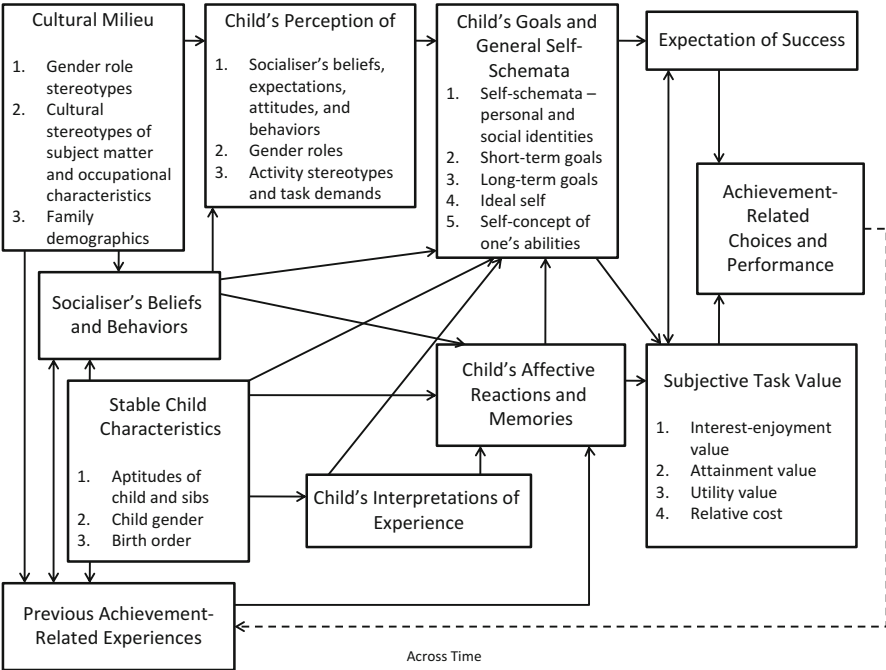 Cultural Milieu
1. Gender role
stereotypes
2. Cultural
stereotypes of
subject matter
and occupational
characteristics
3. Family
demographics
Child's Perception of
1. Socialiser's beliefs,
expectations,
attitudes, and
behaviors
2. Gender roles
3. Activity stereotypes
and task demands
Child's Goals and
General Self-
Schemata
1. Self-schemata –
personal and
social identities
2. Short-term goals
3. Long-term goals
4. Ideal self
5. Self-concept of
one's abilities
Expectation of Success
Achievement-
Related
Choices and
Performance
Socialiser's Beliefs
and Behaviors
Child's Affective
Reactions and
Memories
Subjective Task Value
1. Interest-enjoyment
value
2. Attainment value
3. Utility value
4. Relative cost
Stable Child
Characteristics
1. Aptitudes of
child and sibs
2. Child gender
3. Birth order
Child's Interpretations of
Experience
Previous Achievement-
Related Experiences
Across Time